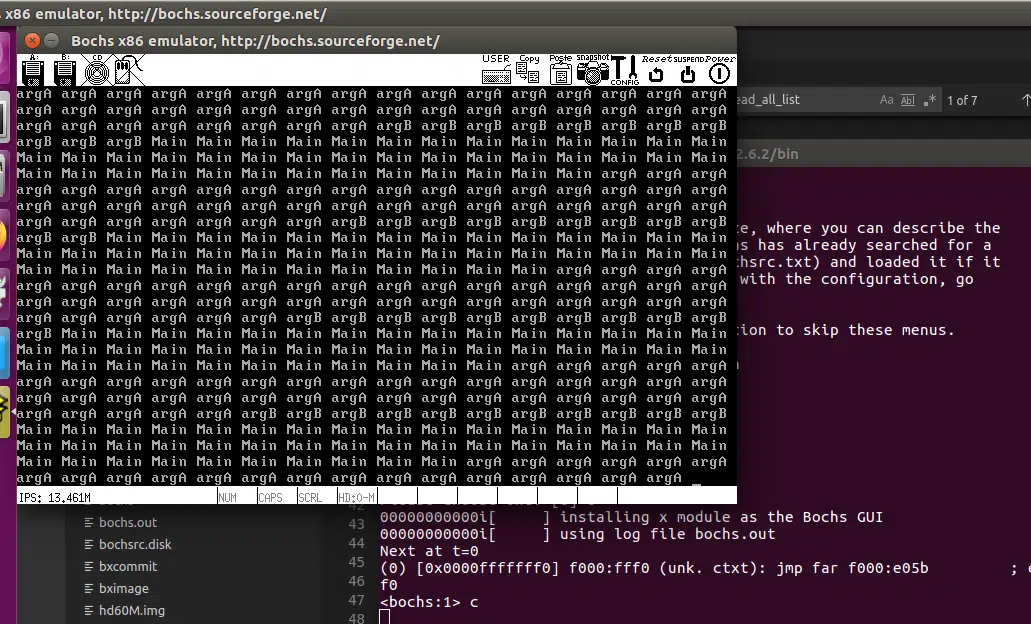 x86 emulator, http://bochs.sourceforge.net/
Bochs x86 emulator, http://bochs.sourceforge.net/
A: B: CD USER Copy Paste snapshot CONFIG Reset SUSPEND Power
argA argA argA argA argA argA argA argA argA argA argA argA argA argA argA argA
argA argA argA argA argA argA argA argA argA argA argA argA argA argA argA argA
argA argA argA argA argA argA argA argA argB argB argB argB argB argB argB argB
argB argB argB Main Main Main Main Main Main Main Main Main Main Main Main Main
Main Main Main Main Main Main Main Main Main Main Main Main Main Main Main Main
Main Main Main Main Main Main Main Main Main Main Main Main Main argA argA argA
argA argA argA argA argA argA argA argA argA argA argA argA argA argA argA argA
argA argA argA argA argA argA argA argA argA argA argA argA argA argA argA argA
argA argA argA argA argA argA argA argB argB argB argB argB argB argB argB argB
argB argB Main Main Main Main Main Main Main Main Main Main Main Main Main Main
Main Main Main Main Main Main Main Main Main Main Main Main Main Main Main Main
Main Main Main Main Main Main Main Main Main Main Main Main argA argA argA argA
argA argA argA argA argA argA argA argA argA argA argA argA argA argA argA argA
argA argA argA argA argA argA argA argA argA argA argA argA argA argA argA argA
argA argA argA argA argA argA argB argB argB argB argB argB argB argB argB argB
argB Main Main Main Main Main Main Main Main Main Main Main Main Main Main Main
Main Main Main Main Main Main Main Main Main Main Main Main Main Main Main Main
Main Main Main Main Main Main Main Main Main Main Main argA argA argA argA argA
argA argA argA argA argA argA argA argA argA argA argA argA argA argA argA argA
argA argA argA argA argA argA argA argA argA argA argA argA argA argA argA argA
argA argA argA argA argA argB argB argB argB argB argB argB argB argB argB argB
Main Main Main Main Main Main Main Main Main Main Main Main Main Main Main Main
Main Main Main Main Main Main Main Main Main Main Main Main Main Main Main Main
Main Main Main Main Main Main Main Main Main Main argA argA argA argA argA argA
argA argA argA argA argA argA argA argA argA argA argA argA argA argA argA _
IPS: 13.461M NUM CAPS SCRL HD:0-M
ead_all_list Aa Ab| .* 1 of 7
2.6.2/bin
te, where you can describe the
hs has already searched for a
chsrc.txt) and loaded it if it
with the configuration, go
tion to skip these menus.
bochs.out
bochsrc.disk
bxcommit
bximage
hd60M.img
42
43
44
45
46
47
48
00000000000i[      ] installing x module as the Bochs GUI
00000000000i[      ] using log file bochs.out
Next at t=0
(0) [0x0000fffffff0] f000:fff0 (unk. ctxt): jmp far f000:e05b          ; e
f0
<bochs:1> c